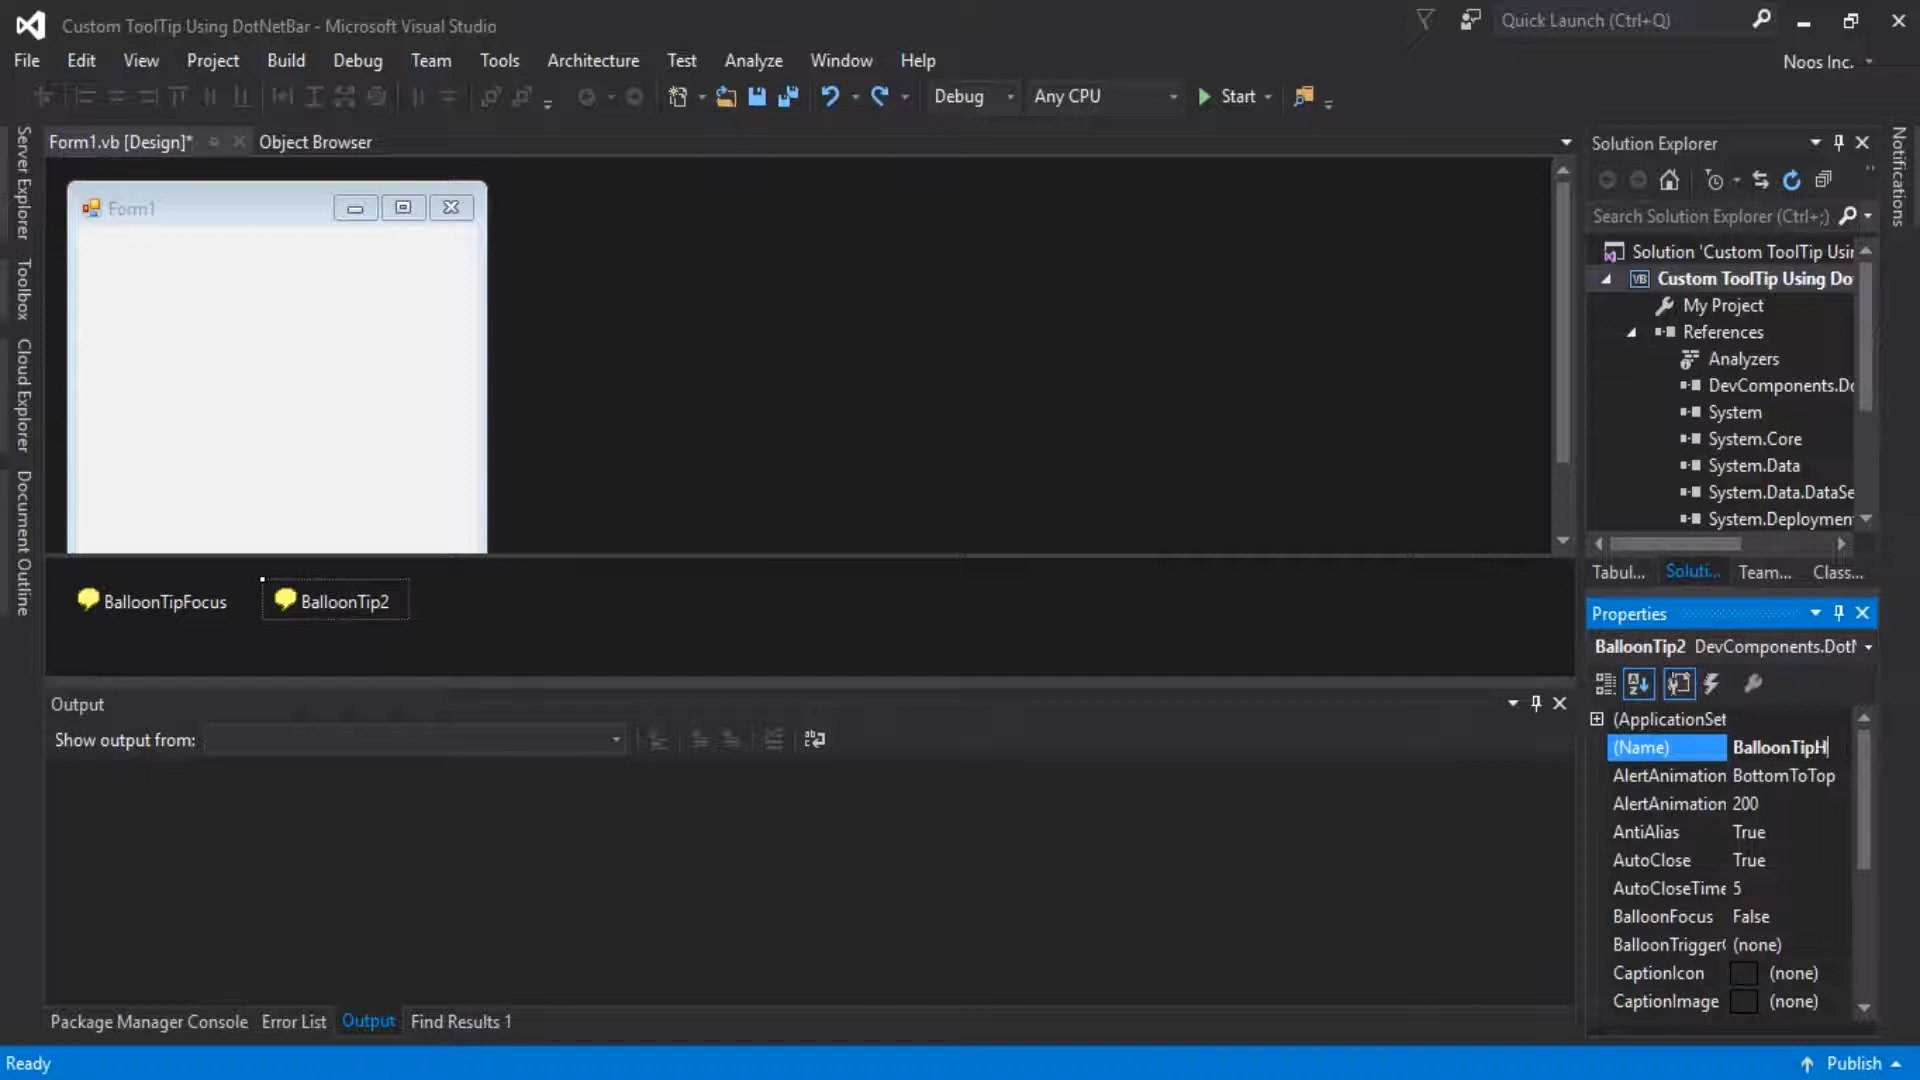 Custom ToolTip Using DotNetBar - Microsoft Visual Studio
Quick Launch (Ctrl+Q)
File Edit View Project Build Debug Team Tools Architecture Test Analyze Window Help
Noos Inc.
Debug Any CPU Start
Server Explorer
Toolbox
Cloud Explorer
Document Outline
Form1.vb [Design]* Object Browser
Form1
BalloonTipFocus BalloonTip2
Output
Show output from:
Package Manager Console Error List Output Find Results 1
Solution Explorer
Search Solution Explorer (Ctrl+;)
Solution 'Custom ToolTip Usin
VB Custom ToolTip Using Do
My Project
References
Analyzers
DevComponents.Do
System
System.Core
System.Data
System.Data.DataSe
System.Deploymen
Tabul... Soluti... Team... Class...
Notifications
Properties
BalloonTip2 DevComponents.DotN
(ApplicationSet
(Name) BalloonTipH
AlertAnimation BottomToTop
AlertAnimation 200
AntiAlias True
AutoClose True
AutoCloseTime 5
BalloonFocus False
BalloonTrigger( (none)
CaptionIcon (none)
CaptionImage (none)
Ready
Publish